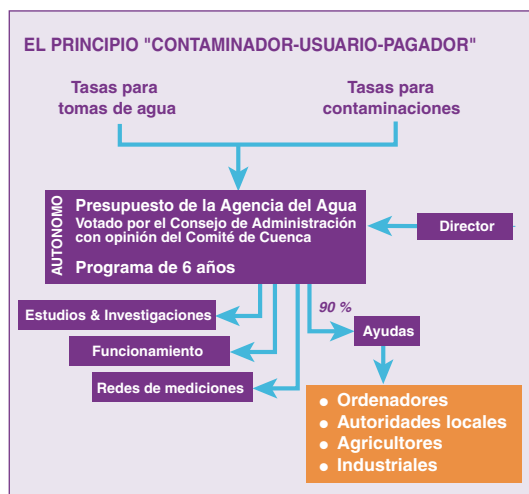 EL PRINCIPIO "CONTAMINADOR-USUARIO-PAGADOR"
Tasas para
tomas de agua
Tasas para
contaminaciones
AUTONOMO
Presupuesto de la Agencia del Agua
Votado por el Consejo de Administración
con opinión del Comité de Cuenca
Programa de 6 años
Director
Estudios & Investigaciones
Funcionamiento
Redes de mediciones
90 %
Ayudas
• Ordenadores
• Autoridades locales
• Agricultores
• Industriales